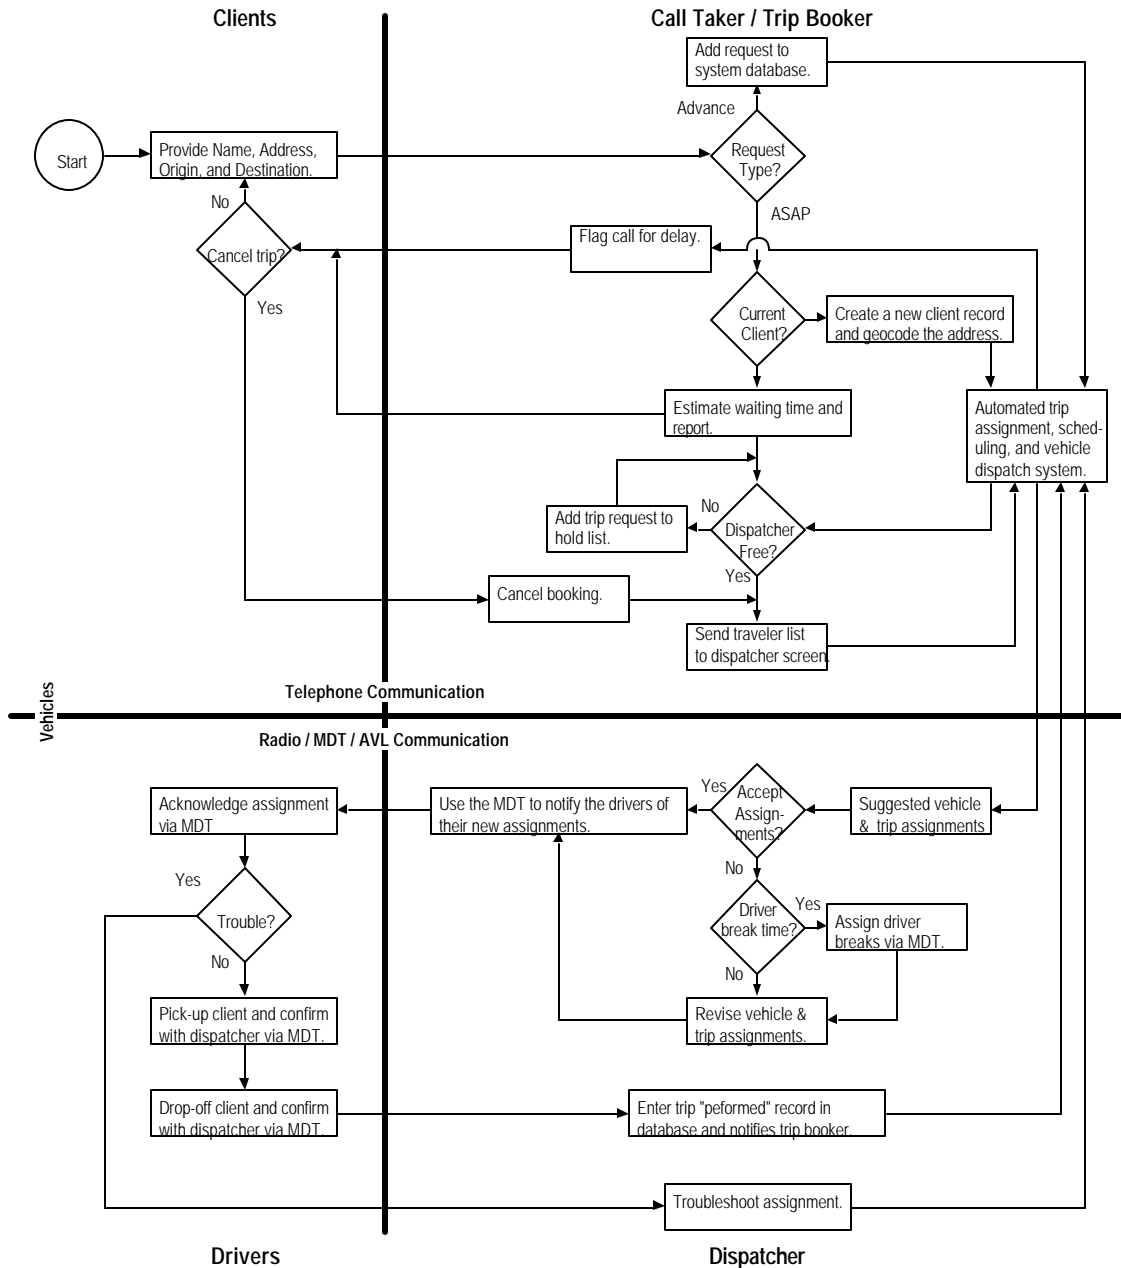 Clients
Call Taker / Trip Booker
Add request to
system database.
Advance
Start
Provide Name, Address,
Origin, and Destination.
Request
Type?
No
ASAP
Flag call for delay.
Cancel trip?
Yes
Current
Client?
Create a new client record
and geocode the address.
Estimate waiting time and
report.
Automated trip
assignment, sched-
uling, and vehicle
dispatch system.
No
Add trip request to
hold list.
Dispatcher
Free?
Yes
Cancel booking.
Send traveler list
to dispatcher screen.
Telephone Communication
Vehicles
Radio / MDT / AVL Communication
Acknowledge assignment
via MDT
Use the MDT to notify the drivers of
their new assignments.
Yes
Accept
Assign-
ments?
Suggested vehicle
& trip assignments
No
Yes
Trouble?
No
Driver
break time?
Yes
Assign driver
breaks via MDT.
No
Pick-up client and confirm
with dispatcher via MDT.
Revise vehicle &
trip assignments.
Drop-off client and confirm
with dispatcher via MDT.
Enter trip "peformed" record in
database and notifies trip booker.
Troubleshoot assignment.
Drivers
Dispatcher